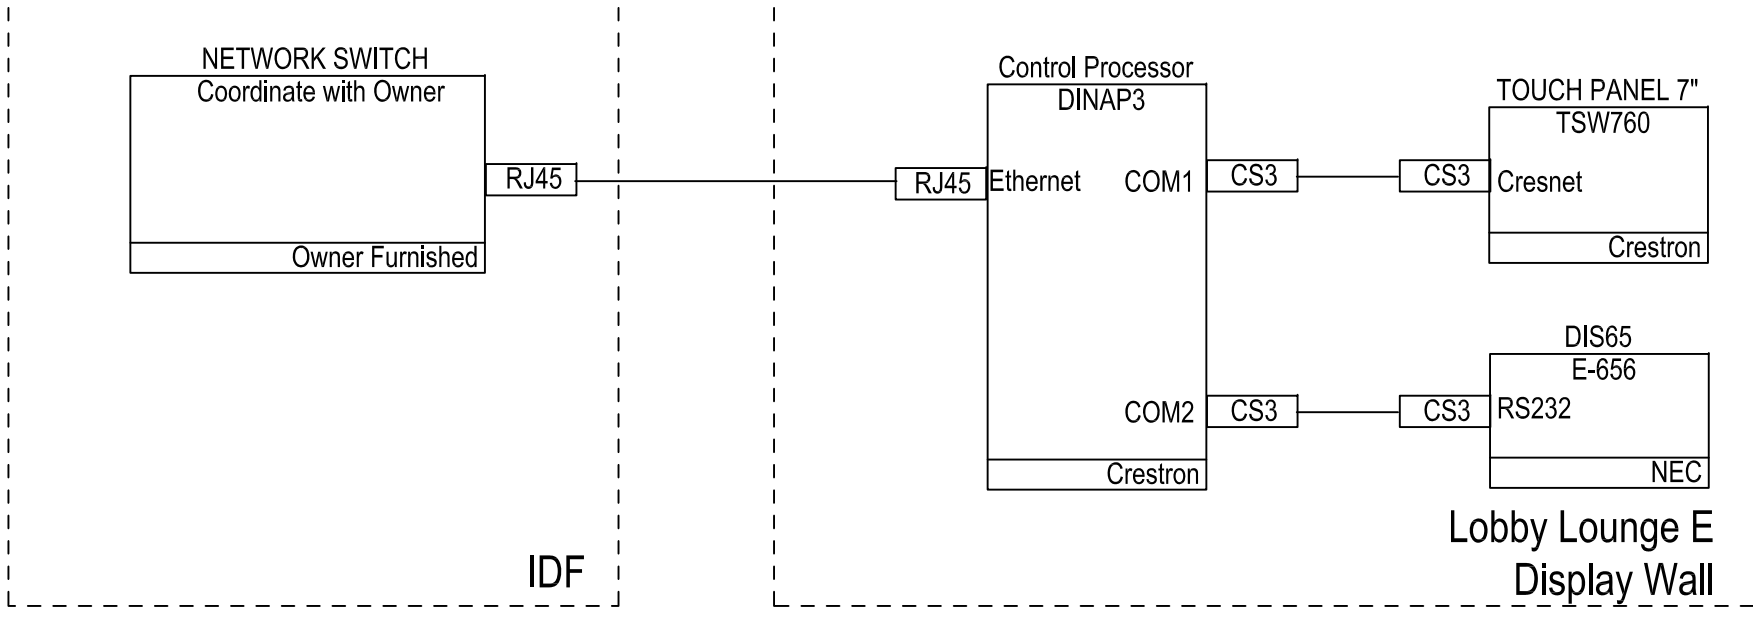 NETWORK SWITCH
Coordinate with Owner
RJ45
Owner Furnished
IDF
Control Processor
DINAP3
RJ45
Ethernet
COM1
CS3
COM2
CS3
Crestron
TOUCH PANEL 7"
TSW760
CS3
Cresnet
Crestron
DIS65
E-656
CS3
RS232
NEC
Lobby Lounge E
Display Wall